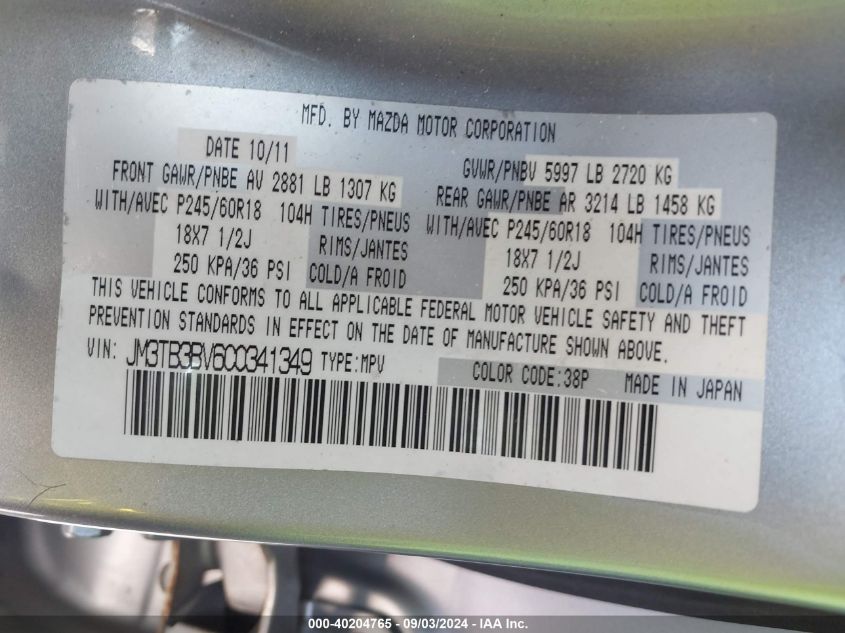 MFD. BY MAZDA MOTOR CORPORATION
DATE 10/11 GVWR/PNBV 5997 LB 2720 KG
FRONT GAWR/PNBE AV 2881 LB 1307 KG REAR GAWR/PNBE AR 3214 LB 1458 KG
WITH/AVEC P245/60R18 104H TIRES/PNEUS WITH/AVEC P245/60R18 104H TIRES/PNEUS
18X7 1/2J RIMS/JANTES 18X7 1/2J RIMS/JANTES
250 KPA/36 PSI COLD/A FROID 250 KPA/36 PSI COLD/A FROID
THIS VEHICLE CONFORMS TO ALL APPLICABLE FEDERAL MOTOR VEHICLE SAFETY AND THEFT
PREVENTION STANDARDS IN EFFECT ON THE DATE OF MANUFACTURE SHOWN ABOVE.
VIN: JM3TB3BV6C0341349 TYPE:MPV COLOR CODE:38P MADE IN JAPAN
000-40204765 - 09/03/2024 - IAA Inc.